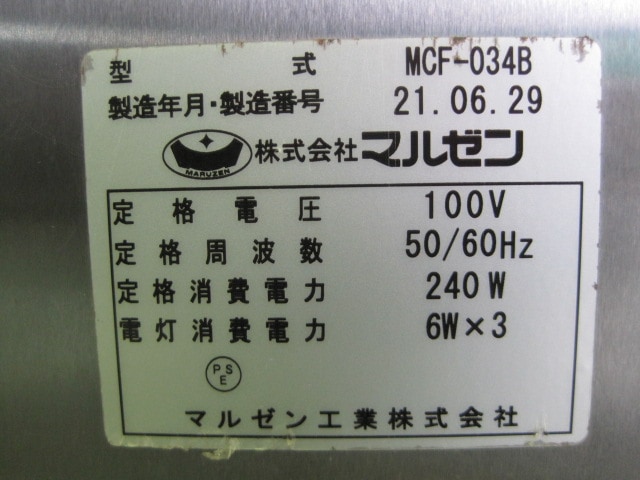 型式 MCF-034B
製造年月・製造番号 21.06.29
MARUZEN 株式会社マルゼン
定格電圧 100V
定格周波数 50/60Hz
定格消費電力 240W
電灯消費電力 6W×3
PSE
マルゼン工業株式会社